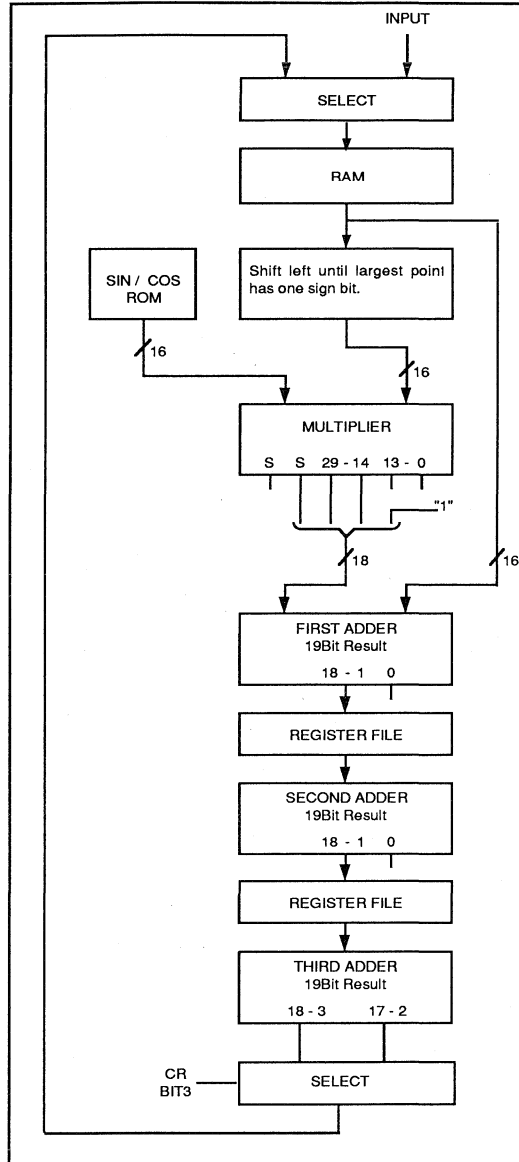 INPUT
SELECT
RAM
SIN / COS
ROM
Shift left until largest point
has one sign bit.
16
16
MULTIPLIER
S S 29 - 14 13 - 0
"1"
18
16
FIRST ADDER
19Bit Result
18 - 1 0
REGISTER FILE
SECOND ADDER
19Bit Result
18 - 1 0
REGISTER FILE
THIRD ADDER
19Bit Result
18 - 3 17 - 2
CR
BIT3
SELECT